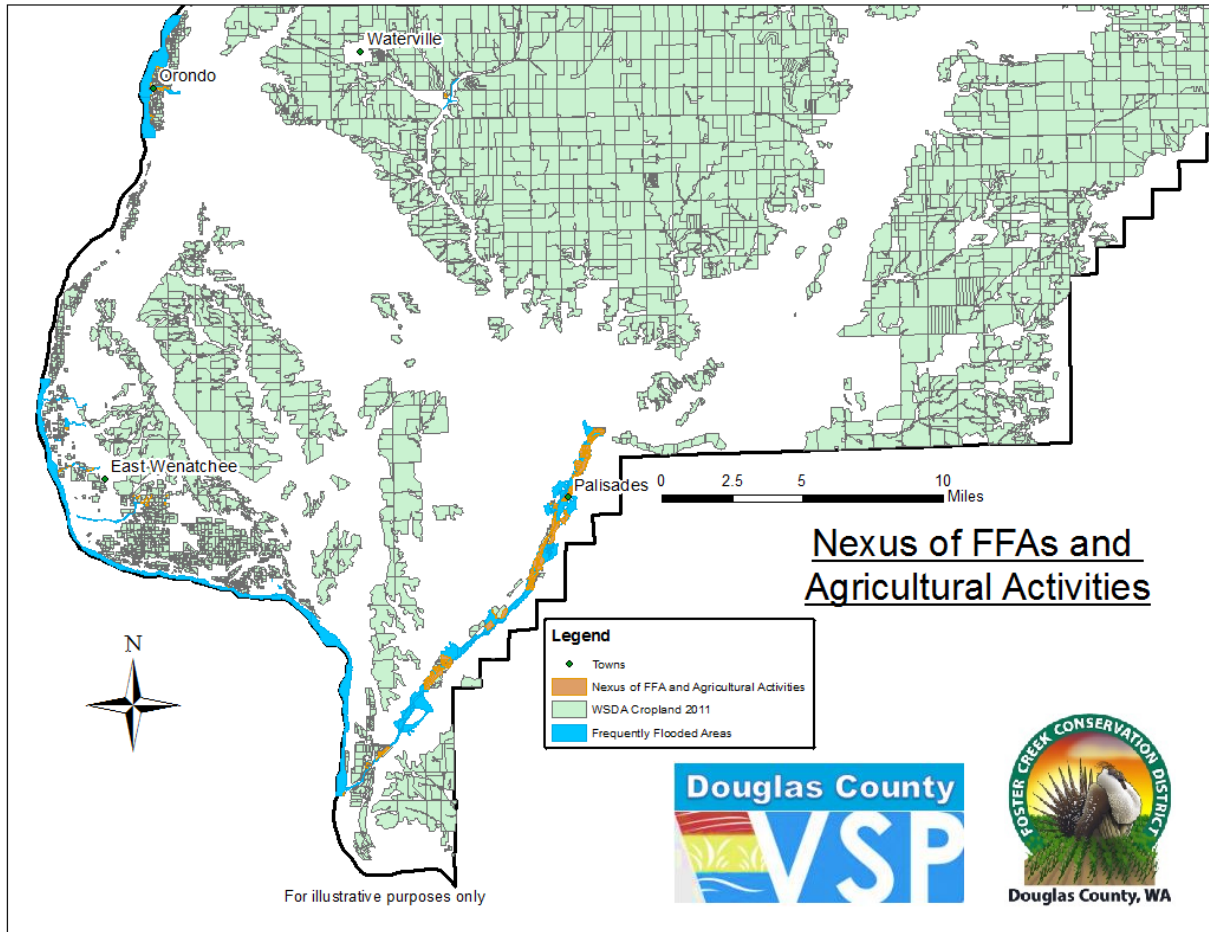 Waterville
Orondo
East Wenatchee
Palisades
0 2.5 5 10
Miles
Nexus of FFAs and
Agricultural Activities
N
Legend
Towns
Nexus of FFA and Agricultural Activities
WSDA Cropland 2011
Frequently Flooded Areas
Douglas County
VSP
FOSTER CREEK CONSERVATION DISTRICT
Douglas County, WA
For illustrative purposes only